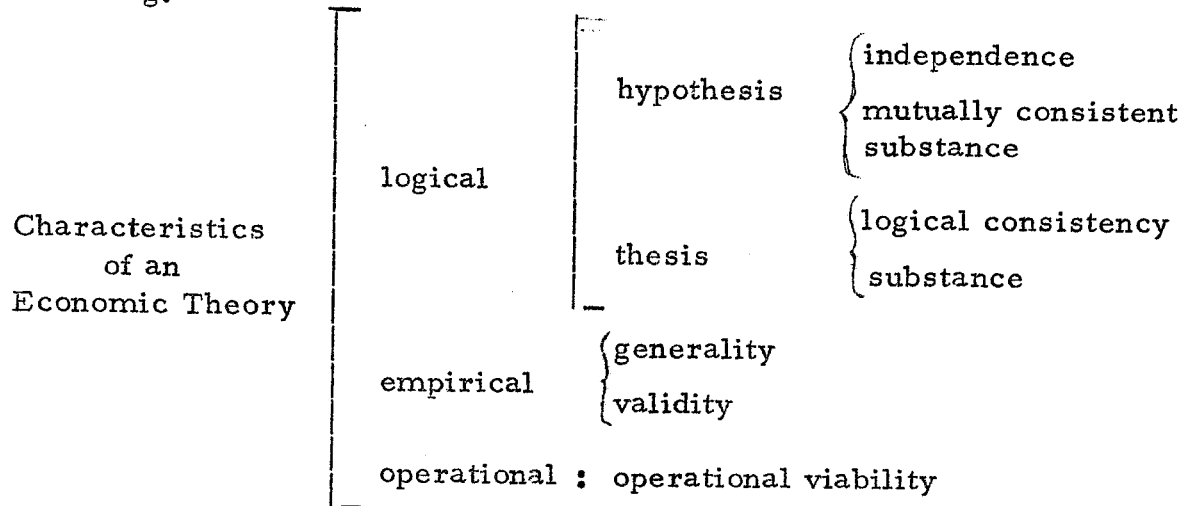 g.
independence
hypothesis
mutually consistent
substance
logical
logical consistency
Characteristics
of an
Economic Theory
thesis
substance
generality
empirical
validity
operational : operational viability